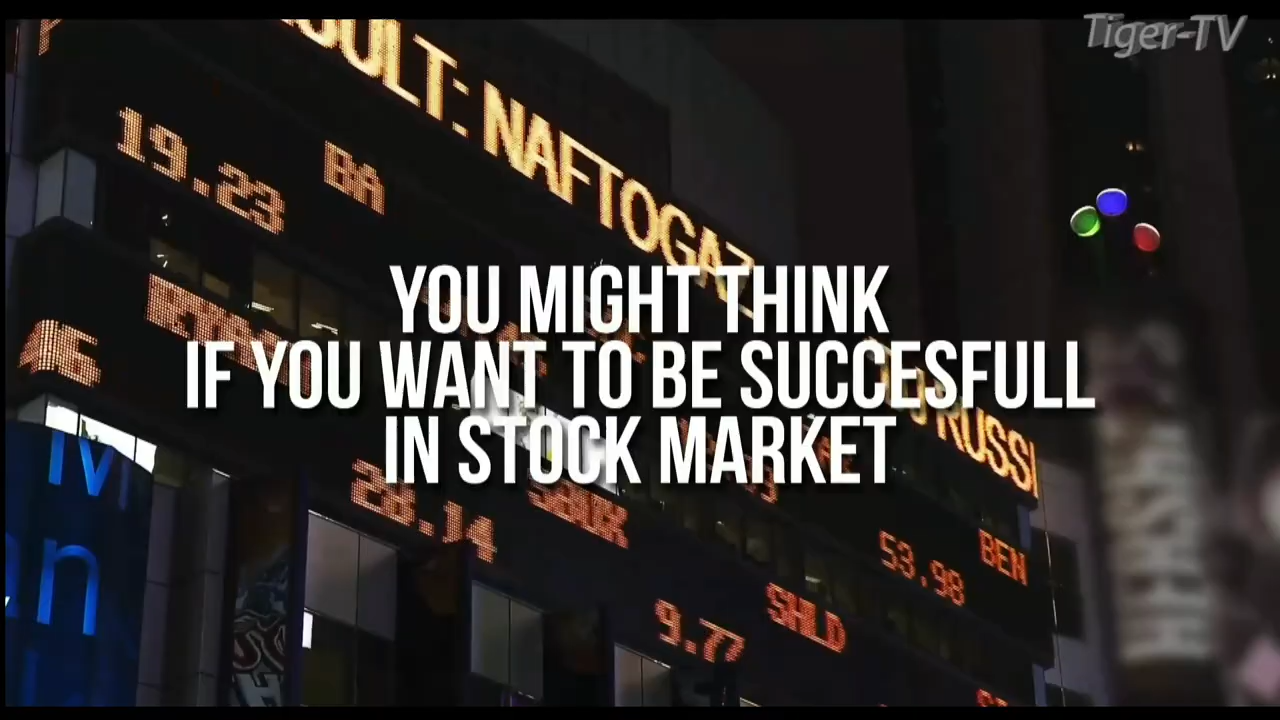 Tiger-TV
SULT: NAFTOGAZ
19.23 BA
YOU MIGHT THINK
IF YOU WANT TO BE SUCCESFULL
IN STOCK MARKET
RUSSI
28.14 SBUX
53.98 BEN
9.77 SHLD